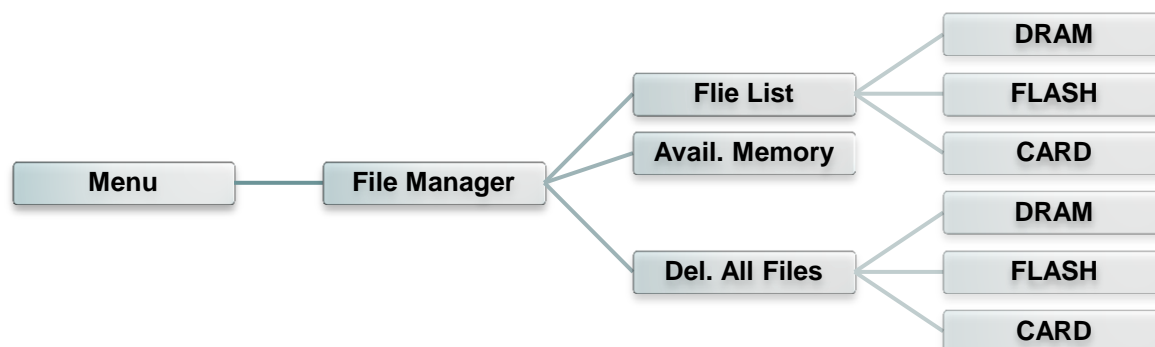 Menu
File Manager
Flie List
DRAM
FLASH
CARD
Avail. Memory
Del. All Files
DRAM
FLASH
CARD